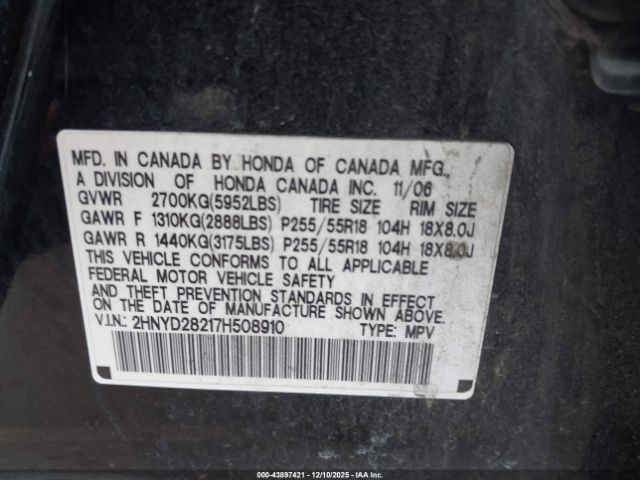 MFD. IN CANADA BY HONDA OF CANADA MFG.,
A DIVISION OF HONDA CANADA INC. 11/06
GVWR 2700KG(5952LBS) TIRE SIZE RIM SIZE
GAWR F 1310KG(2888LBS) P255/55R18 104H 18X8.0J
GAWR R 1440KG(3175LBS) P255/55R18 104H 18X8.0J
THIS VEHICLE CONFORMS TO ALL APPLICABLE
FEDERAL MOTOR VEHICLE SAFETY
AND THEFT PREVENTION STANDARDS IN EFFECT
ON THE DATE OF MANUFACTURE SHOWN ABOVE.
V.I.N.: 2HNYD28217H508910 TYPE: MPV
000-43897421 - 12/10/2025 - IAAI.COM